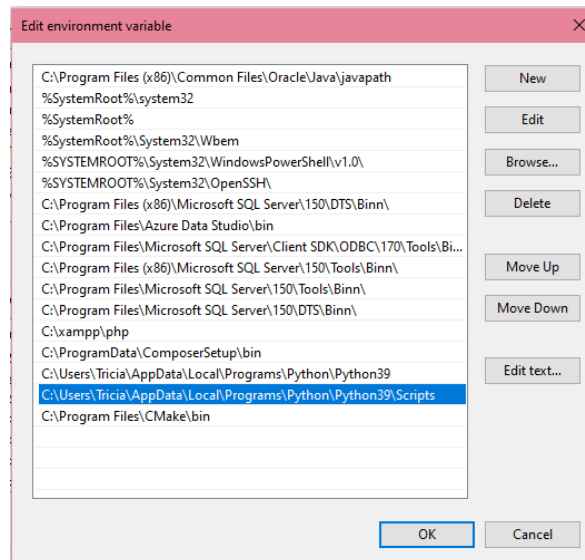 Edit environment variable
C:\Program Files (x86)\Common Files\Oracle\Java\javapath
%SystemRoot%\system32
%SystemRoot%
%SystemRoot%\System32\Wbem
%SYSTEMROOT%\System32\WindowsPowerShell\v1.0\
%SYSTEMROOT%\System32\OpenSSH\
C:\Program Files (x86)\Microsoft SQL Server\150\DTS\Binn\
C:\Program Files\Azure Data Studio\bin
C:\Program Files\Microsoft SQL Server\Client SDK\ODBC\170\Tools\Bi...
C:\Program Files (x86)\Microsoft SQL Server\150\Tools\Binn\
C:\Program Files\Microsoft SQL Server\150\Tools\Binn\
C:\Program Files\Microsoft SQL Server\150\DTS\Binn\
C:\xampp\php
C:\ProgramData\ComposerSetup\bin
C:\Users\Tricia\AppData\Local\Programs\Python\Python39
C:\Users\Tricia\AppData\Local\Programs\Python\Python39\Scripts
C:\Program Files\CMake\bin
New
Edit
Browse...
Delete
Move Up
Move Down
Edit text...
OK
Cancel